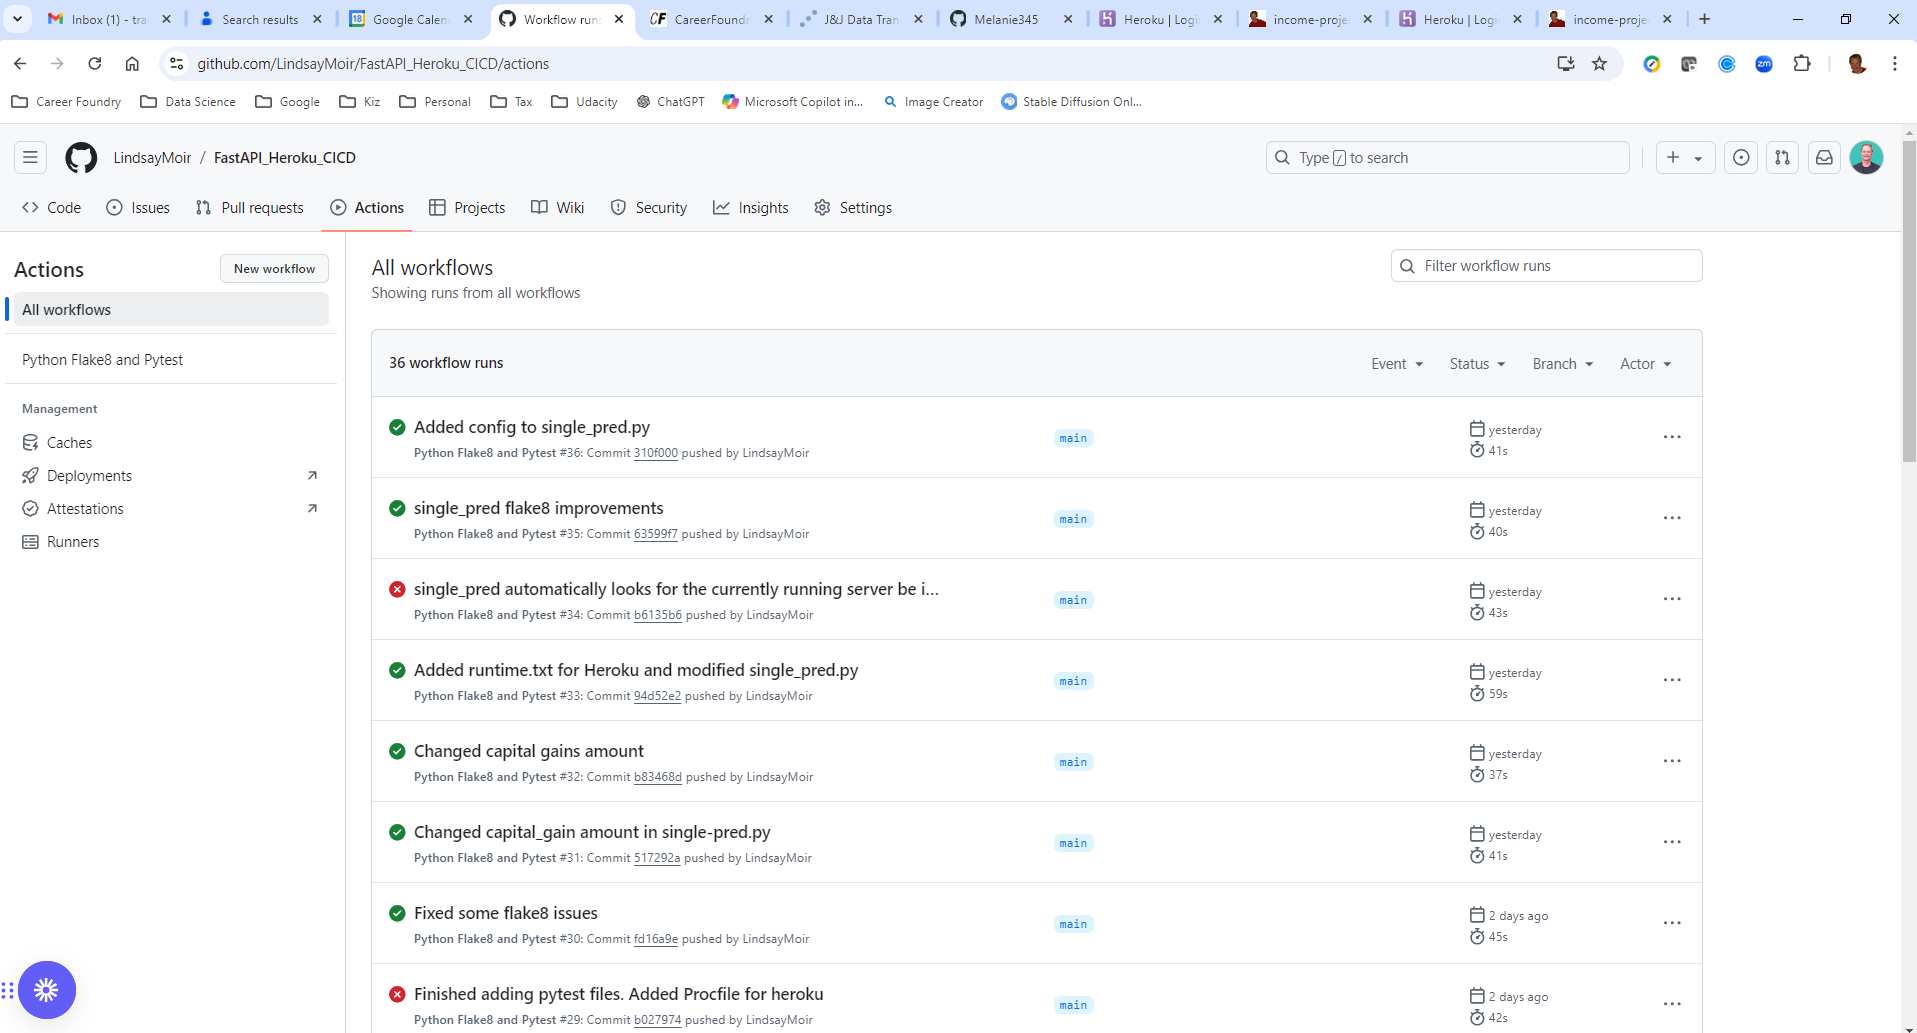 Inbox (1) - tra
Search results
Google Calen
Workflow run
CareerFound
J&J Data Tran
Melanie345
Heroku | Logi
income-proje
Heroku | Logi
income-proje
github.com/LindsayMoir/FastAPI_Heroku_CICD/actions
Career Foundry
Data Science
Google
Kiz
Personal
Tax
Udacity
ChatGPT
Microsoft Copilot in...
Image Creator
Stable Diffusion Onl...
LindsayMoir / FastAPI_Heroku_CICD
Type / to search
Code
Issues
Pull requests
Actions
Projects
Wiki
Security
Insights
Settings
Actions
New workflow
All workflows
Python Flake8 and Pytest
Management
Caches
Deployments
Attestations
Runners
All workflows
Showing runs from all workflows
Filter workflow runs
36 workflow runs
Event
Status
Branch
Actor
Added config to single_pred.py
Python Flake8 and Pytest #36: Commit 310f000 pushed by LindsayMoir
main
yesterday
41s
single_pred flake8 improvements
Python Flake8 and Pytest #35: Commit 63599f7 pushed by LindsayMoir
main
yesterday
40s
single_pred automatically looks for the currently running server be i...
Python Flake8 and Pytest #34: Commit b6135b6 pushed by LindsayMoir
main
yesterday
43s
Added runtime.txt for Heroku and modified single_pred.py
Python Flake8 and Pytest #33: Commit 94d52e2 pushed by LindsayMoir
main
yesterday
59s
Changed capital gains amount
Python Flake8 and Pytest #32: Commit b83468d pushed by LindsayMoir
main
yesterday
37s
Changed capital_gain amount in single-pred.py
Python Flake8 and Pytest #31: Commit 517292a pushed by LindsayMoir
main
yesterday
41s
Fixed some flake8 issues
Python Flake8 and Pytest #30: Commit fd16a9e pushed by LindsayMoir
main
2 days ago
45s
Finished adding pytest files. Added Procfile for heroku
Python Flake8 and Pytest #29: Commit b027974 pushed by LindsayMoir
main
2 days ago
42s